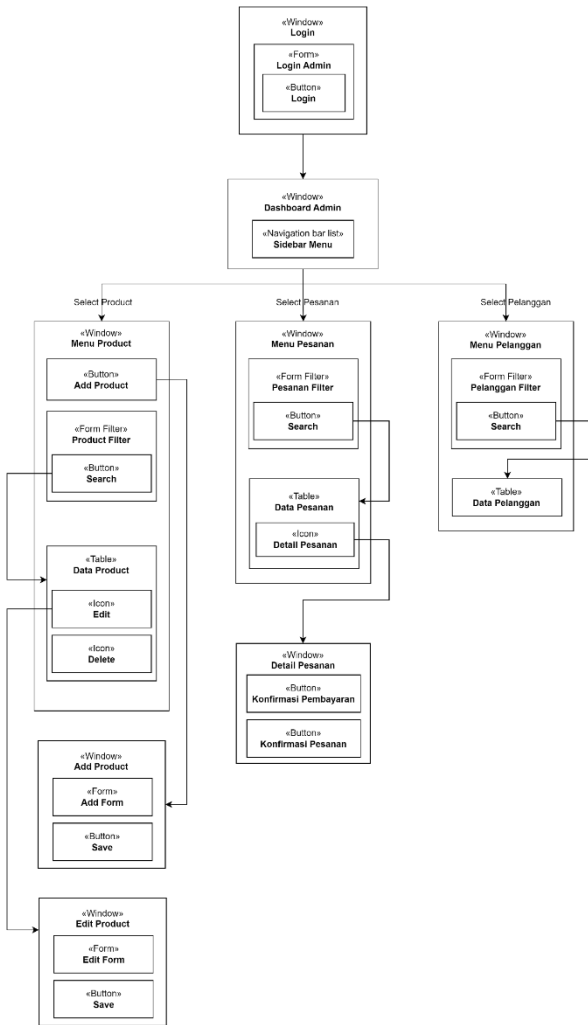 «Window»
Login
«Form»
Login Admin
«Button»
Login
«Window»
Dashboard Admin
«Navigation bar list»
Sidebar Menu
Select Product
Select Pesanan
Select Pelanggan
«Window»
Menu Product
«Button»
Add Product
«Form Filter»
Product Filter
«Button»
Search
«Table»
Data Product
«Icon»
Edit
«Icon»
Delete
«Window»
Add Product
«Form»
Add Form
«Button»
Save
«Window»
Edit Product
«Form»
Edit Form
«Button»
Save
«Window»
Menu Pesanan
«Form Filter»
Pesanan Filter
«Button»
Search
«Table»
Data Pesanan
«Icon»
Detail Pesanan
«Window»
Detail Pesanan
«Button»
Konfirmasi Pembayaran
«Button»
Konfirmasi Pesanan
«Window»
Menu Pelanggan
«Form Filter»
Pelanggan Filter
«Button»
Search
«Table»
Data Pelanggan